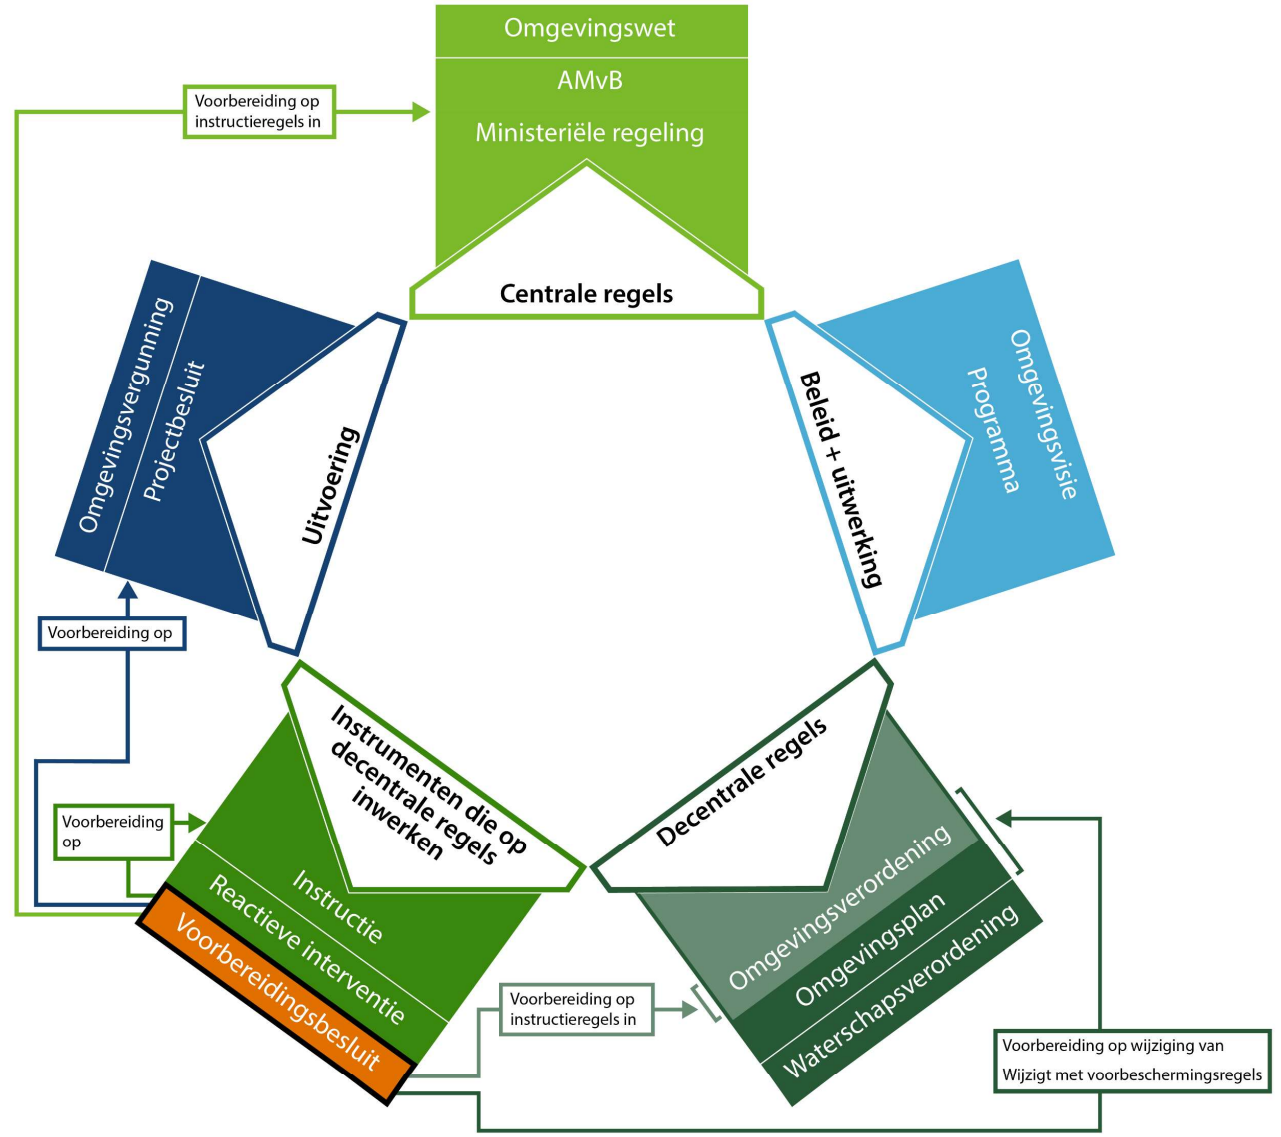 Omgevingswet
AMvB
Ministeriële regeling
Centrale regels
Voorbereiding op
instructieregels in
Omgevingsvergunning
Projectbesluit
Uitvoering
Omgevingsvisie
Programma
Beleid + uitwerking
Voorbereiding op
Voorbereiding
op
Instrumenten die op
decentrale regels
inwerken
Instructie
Reactieve interventie
Voorbereidingsbesluit
Decentrale regels
Omgevingsverordening
Omgevingsplan
Waterschapsverordening
Voorbereiding op
instructieregels in
Voorbereiding op wijziging van
Wijzigt met voorbeschermingsregels